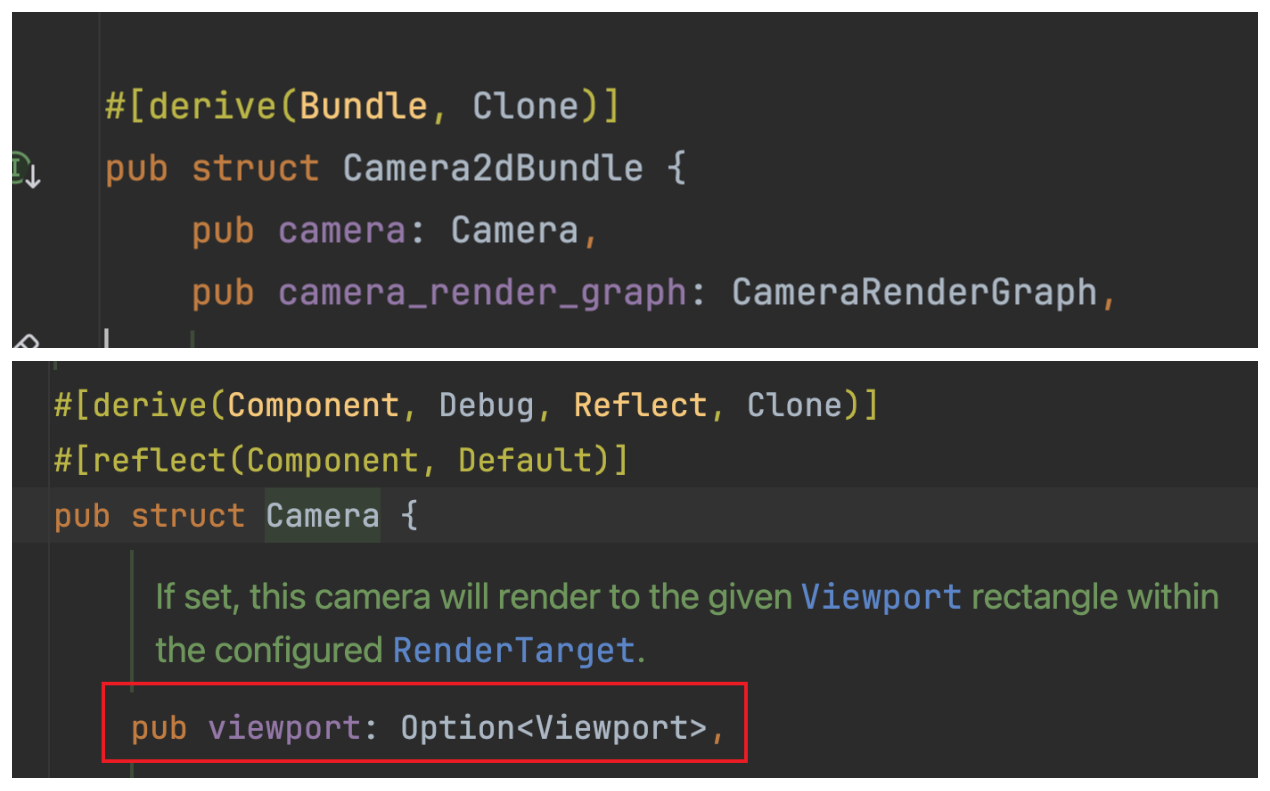 #[derive(Bundle, Clone)]
pub struct Camera2dBundle {
pub camera: Camera,
pub camera_render_graph: CameraRenderGraph,
#[derive(Component, Debug, Reflect, Clone)]
#[reflect(Component, Default)]
pub struct Camera {
If set, this camera will render to the given Viewport rectangle within
the configured RenderTarget.
pub viewport: Option<Viewport>,